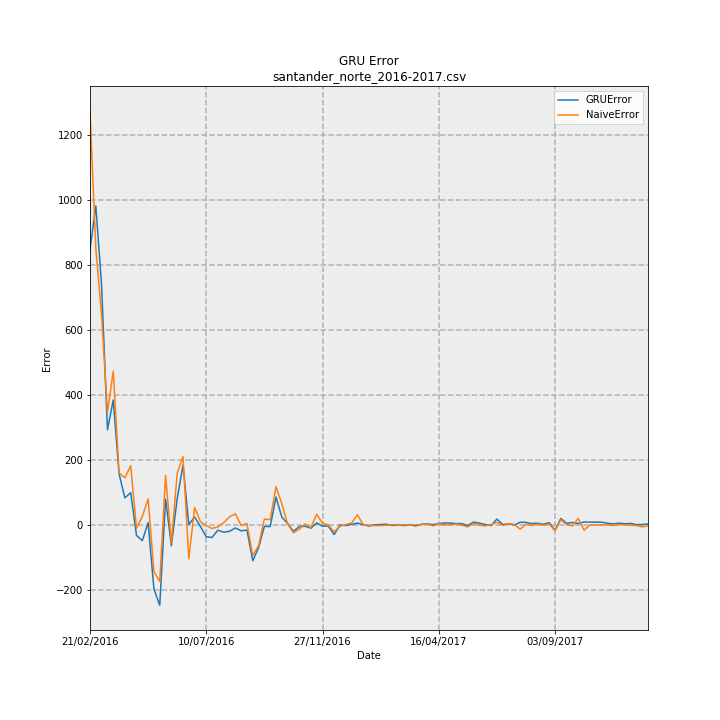 GRU Error
santander_norte_2016-2017.csv
GRUError
NaiveError
1200
1000
800
600
400
200
0
−200
Error
21/02/2016
10/07/2016
27/11/2016
16/04/2017
03/09/2017
Date